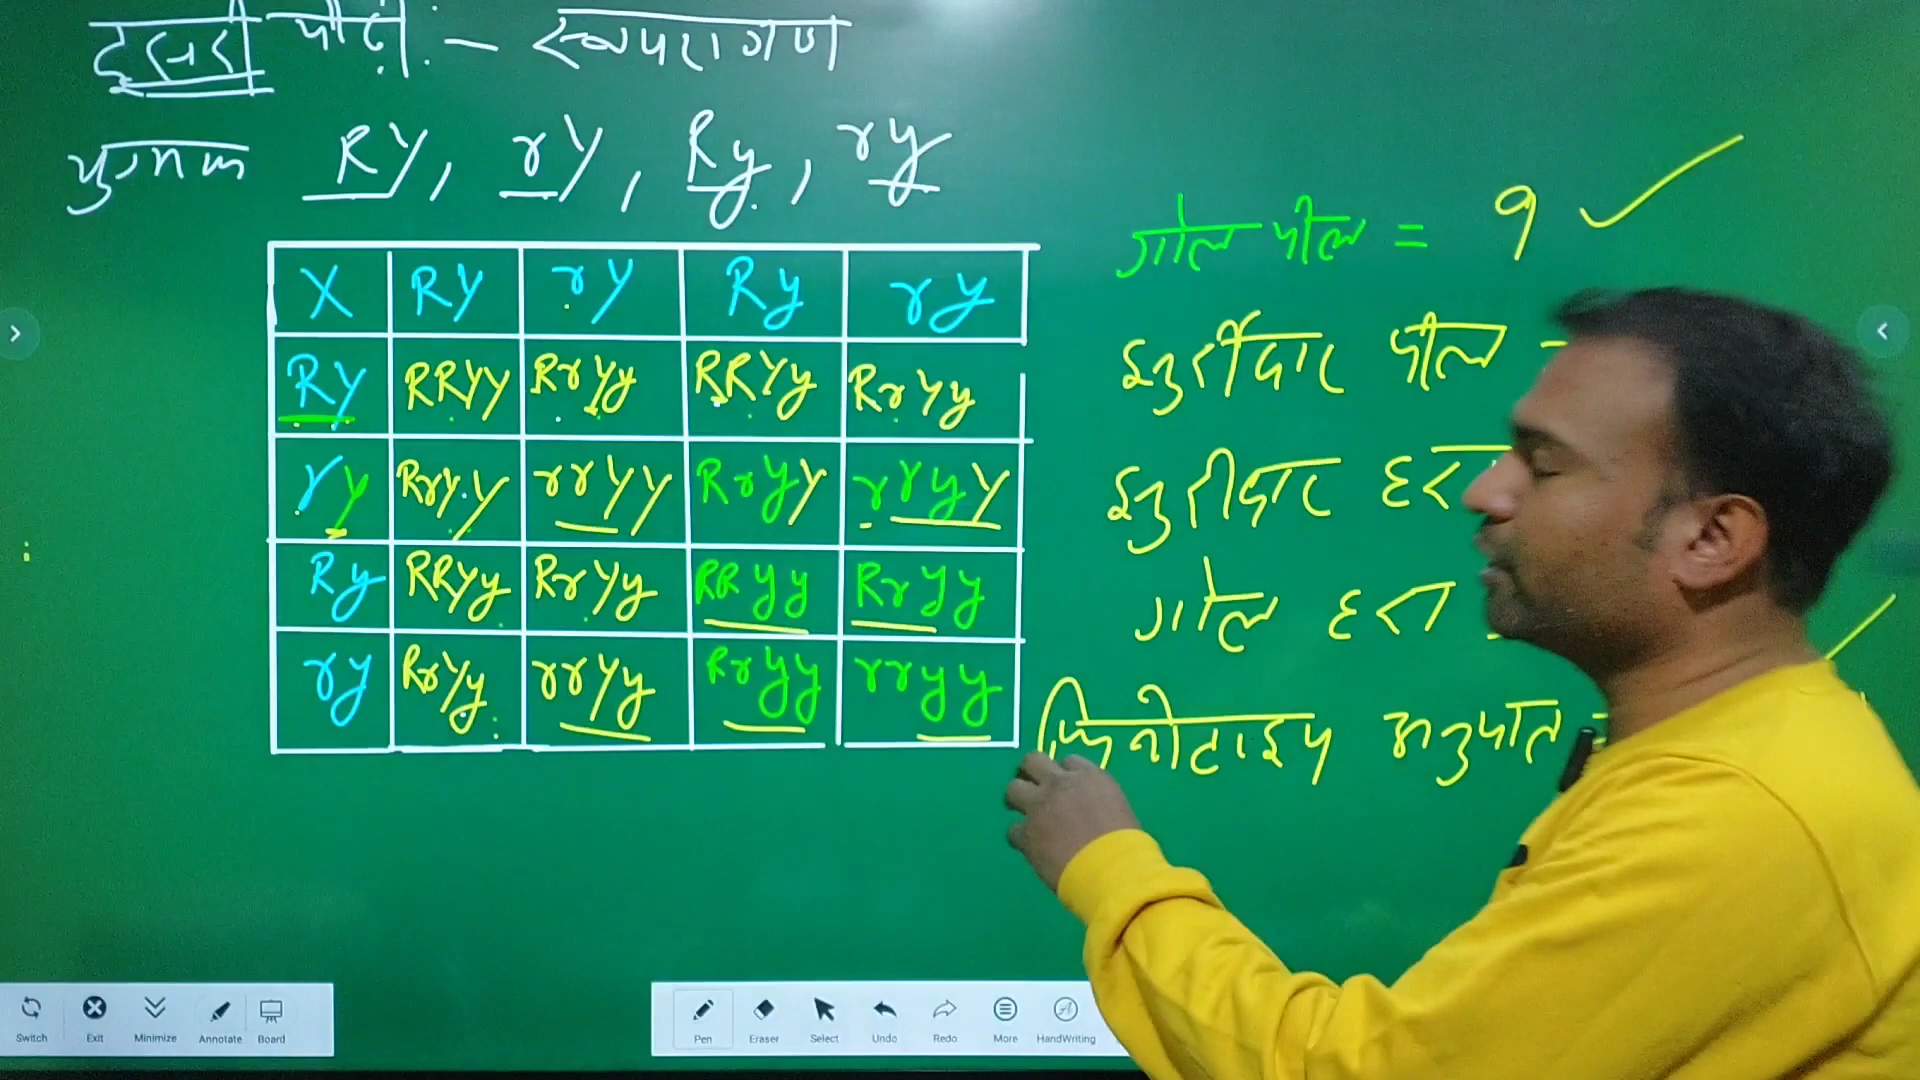 दूसरी पीढ़ी :- स्वपरागण
युग्मक RY, rY, Ry, ry
X RY rY Ry ry
RY RRYY RrYy RRYy RrYy
rY RrYY rrYY RryY rryY
Ry RRYy RrYy RRyy Rryy
ry RrYy rrYy Rryy rryy
गोल पीला = 9
झुर्रीदार पीला -
झुर्रीदार हरा
गोल हरा
फिनोटाइप अनुपात =
Switch Exit Minimize Annotate Board
Pen Eraser Select Undo Redo More HandWriting